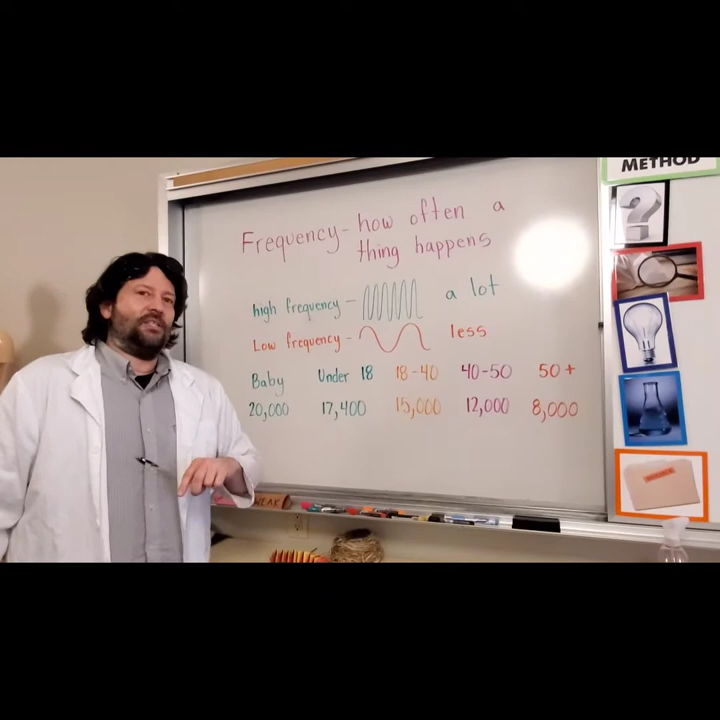 METHOD
Frequency - how often a
thing happens
high frequency - a lot
Low frequency - less
Baby Under 18 18-40 40-50 50+
20,000 17,400 15,000 12,000 8,000